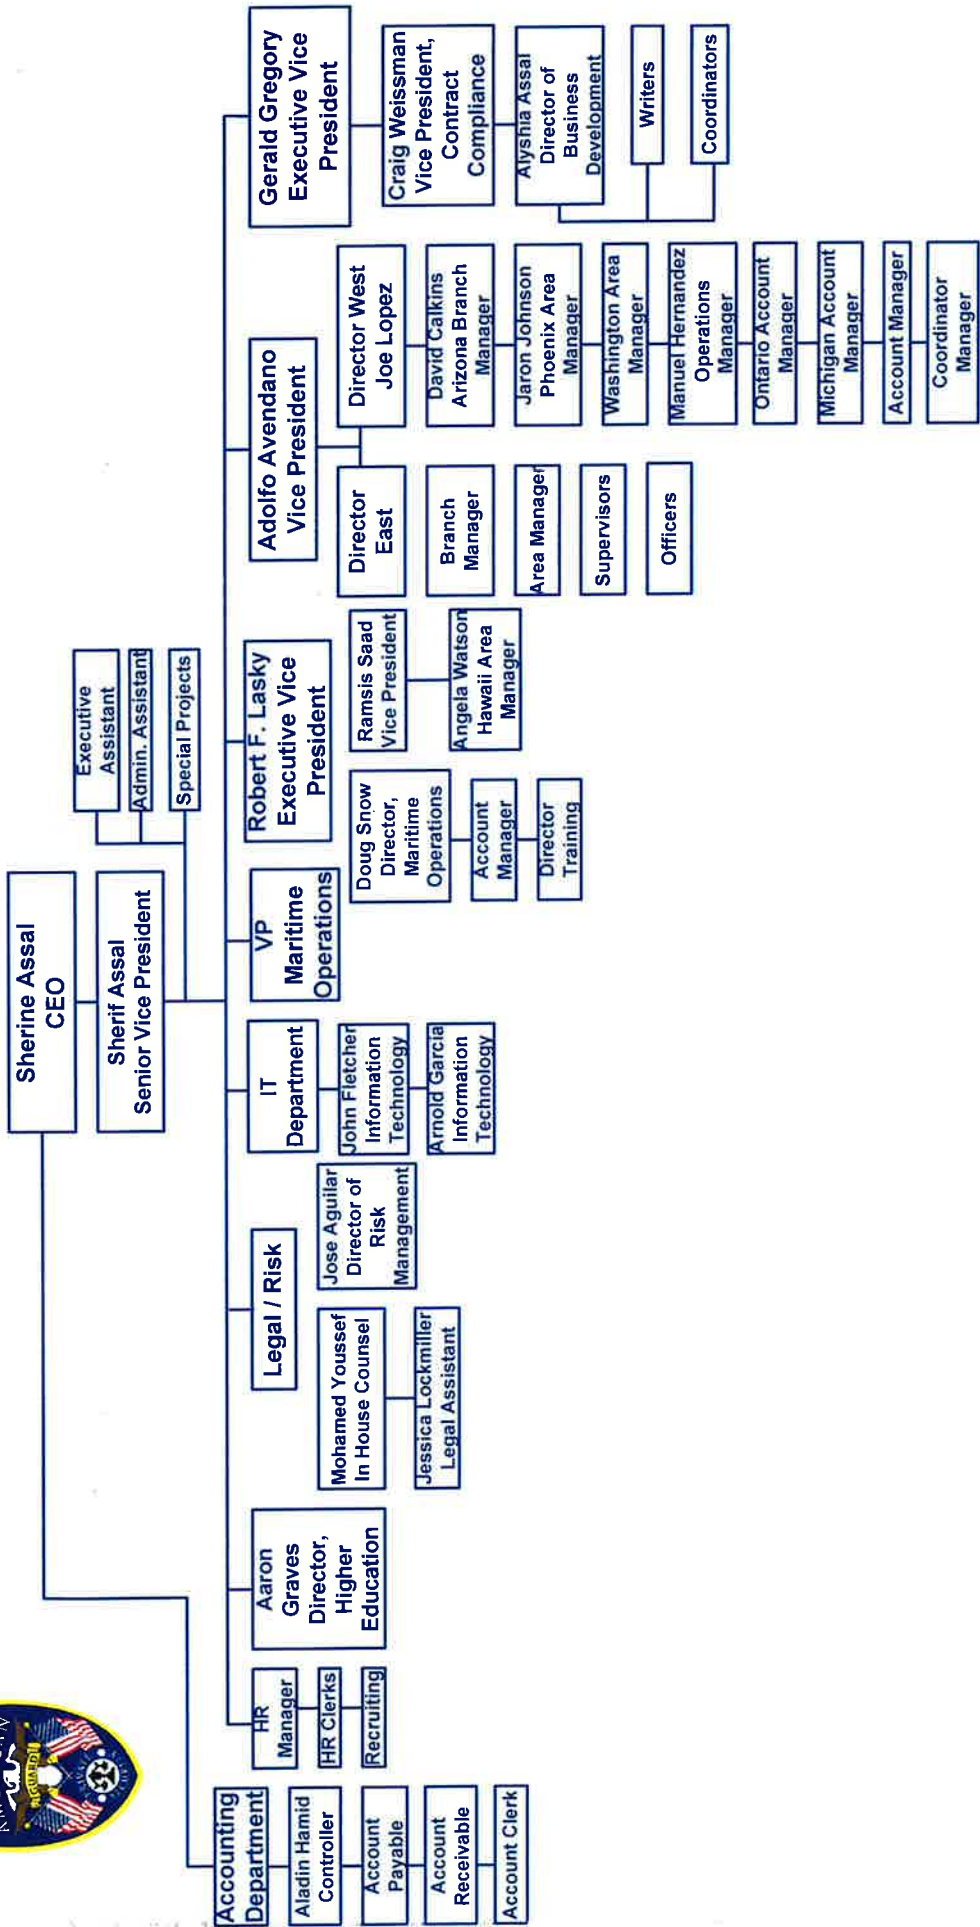 Sherine Assal
CEO
Sherif Assal
Senior Vice President
Executive
Assistant
Admin. Assistant
Special Projects
Accounting
Department
Aladin Hamid
Controller
Account
Payable
Account
Receivable
Account Clerk
HR
Manager
HR Clerks
Recruiting
Aaron
Graves
Director,
Higher
Education
Legal / Risk
Mohamed Youssef
In House Counsel
Jessica Lockmiller
Legal Assistant
Jose Aguilar
Director of
Risk
Management
IT
Department
John Fletcher
Information
Technology
Arnold Garcia
Information
Technology
VP
Maritime
Operations
Doug Snow
Director,
Maritime
Operations
Account
Manager
Director
Training
Robert F. Lasky
Executive Vice
President
Ramsis Saad
Vice President
Angela Watson
Hawaii Area
Manager
Adolfo Avendano
Vice President
Director
East
Branch
Manager
Area Manager
Supervisors
Officers
Director West
Joe Lopez
David Calkins
Arizona Branch
Manager
Jaron Johnson
Phoenix Area
Manager
Washington Area
Manager
Manuel Hernandez
Operations
Manager
Ontario Account
Manager
Michigan Account
Manager
Account Manager
Coordinator
Manager
Gerald Gregory
Executive Vice
President
Craig Weissman
Vice President,
Contract
Compliance
Alyshia Assal
Director of
Business
Development
Writers
Coordinators